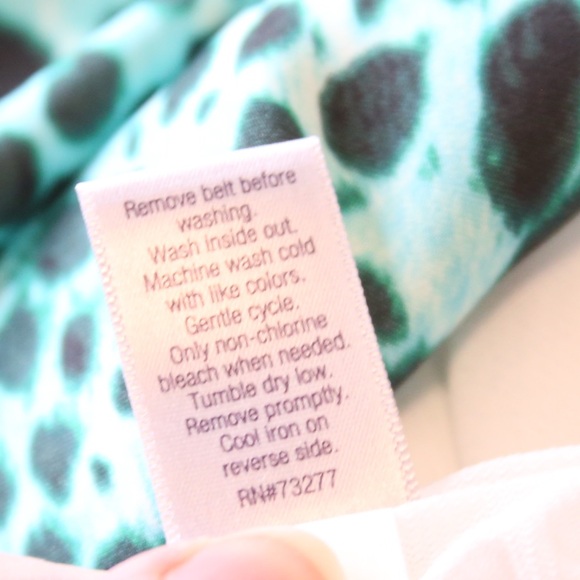 Remove belt before
washing.
Wash inside out.
Machine wash cold
with like colors.
Gentle cycle.
Only non-chlorine
bleach when needed.
Tumble dry low.
Remove promptly.
Cool iron on
reverse side.
RN#73277